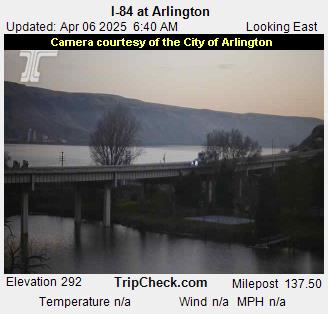 I-84 at Arlington
Updated: Apr 06 2025 6:40 AM Looking East
Camera courtesy of the City of Arlington
Elevation 292 TripCheck.com Milepost 137.50
Temperature n/a Wind n/a MPH n/a